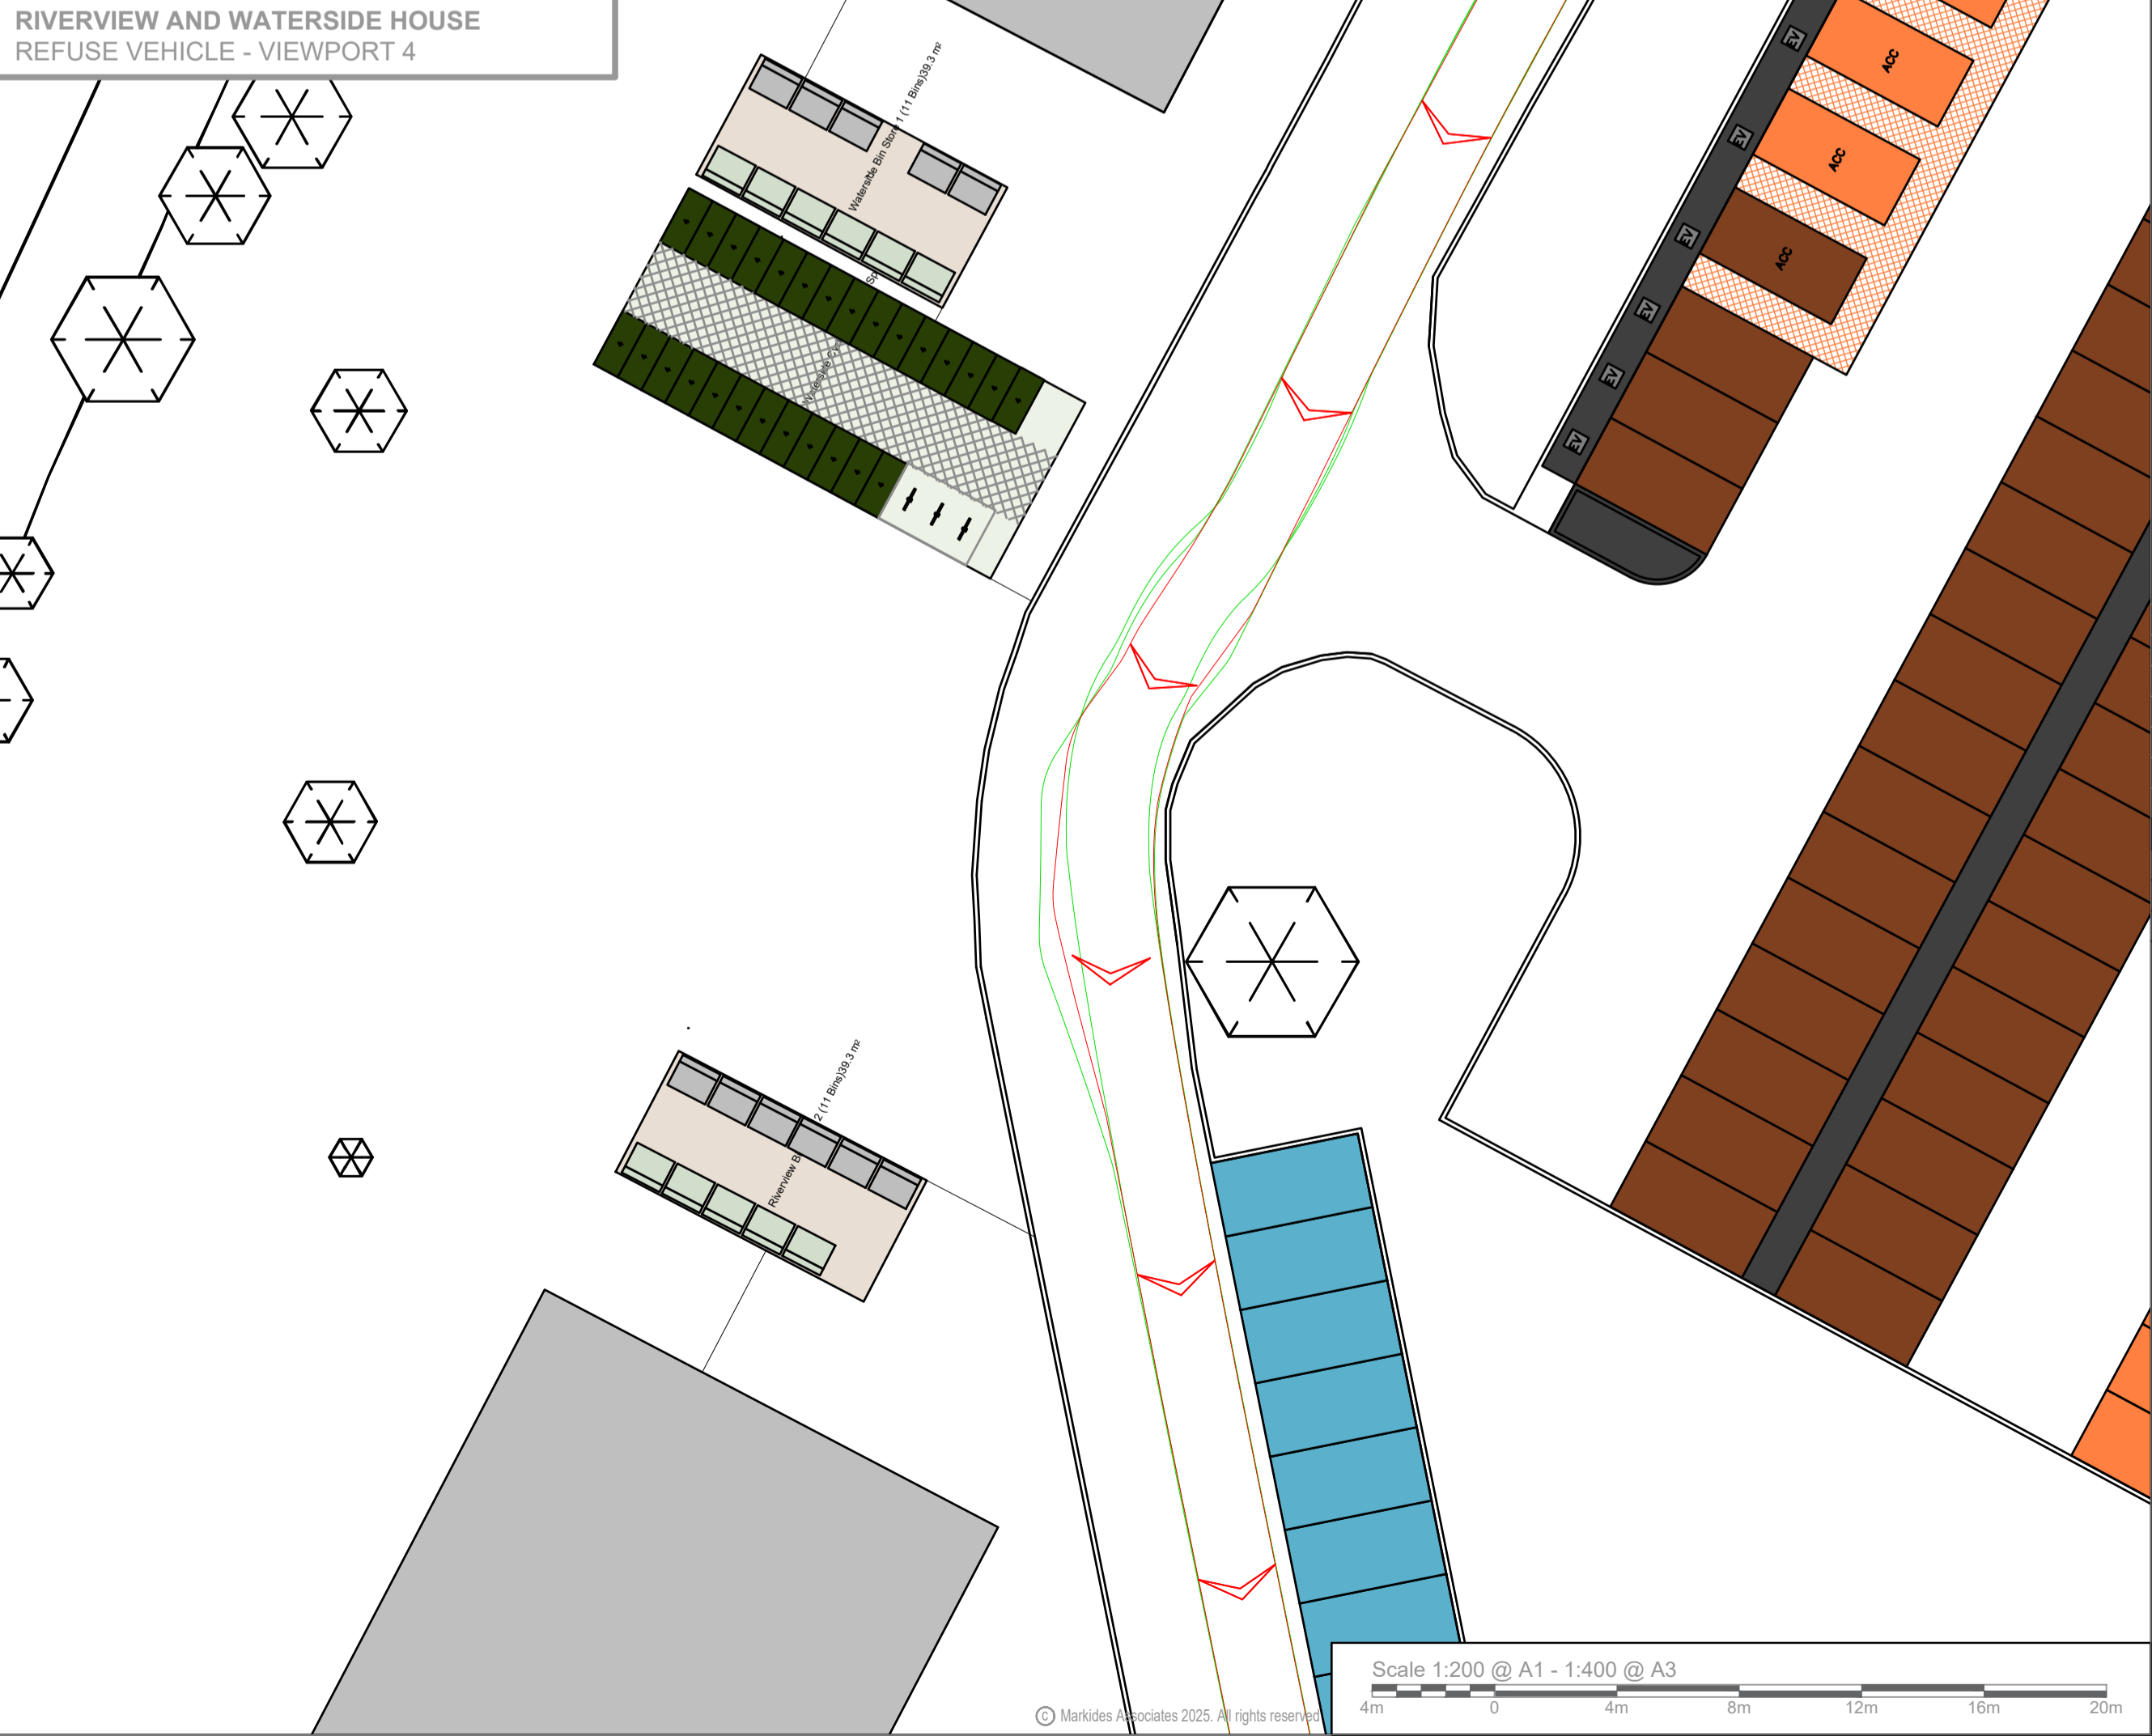 RIVERVIEW AND WATERSIDE HOUSE
REFUSE VEHICLE - VIEWPORT 4
Waterside Bin Store 1 (11 Bins)39.3 m²
Waterside
EV
EV
EV
EV
EV
EV
ACC
ACC
ACC
2 (11 Bins)39.3 m²
Riverview B
Scale 1:200 @ A1 - 1:400 @ A3
4m 0 4m 8m 12m 16m 20m
© Markides Associates 2025. All rights reserved